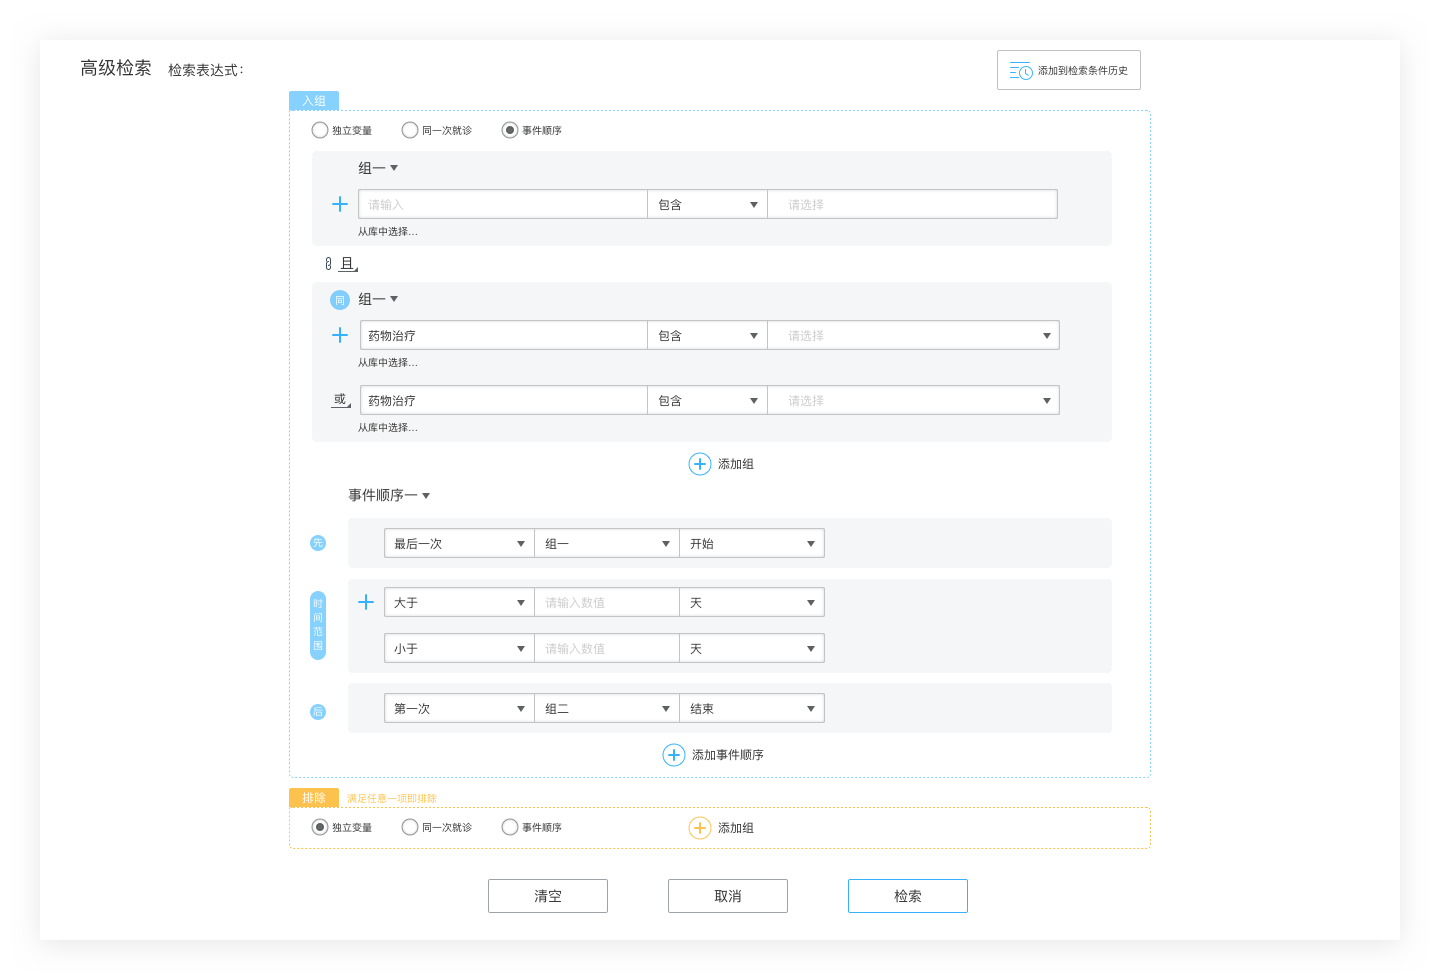 高级检索 检索表达式：
添加到检索条件历史
入组
独立变量 同一次就诊 事件顺序
组一
请输入 包含 请选择
从库中选择...
且
同 组一
药物治疗 包含 请选择
从库中选择...
或 药物治疗 包含 请选择
从库中选择...
添加组
事件顺序一
先 最后一次 组一 开始
时间范围
大于 请输入数值 天
小于 请输入数值 天
后 第一次 组二 结束
添加事件顺序
排除 满足任意一项即排除
独立变量 同一次就诊 事件顺序 添加组
清空 取消 检索